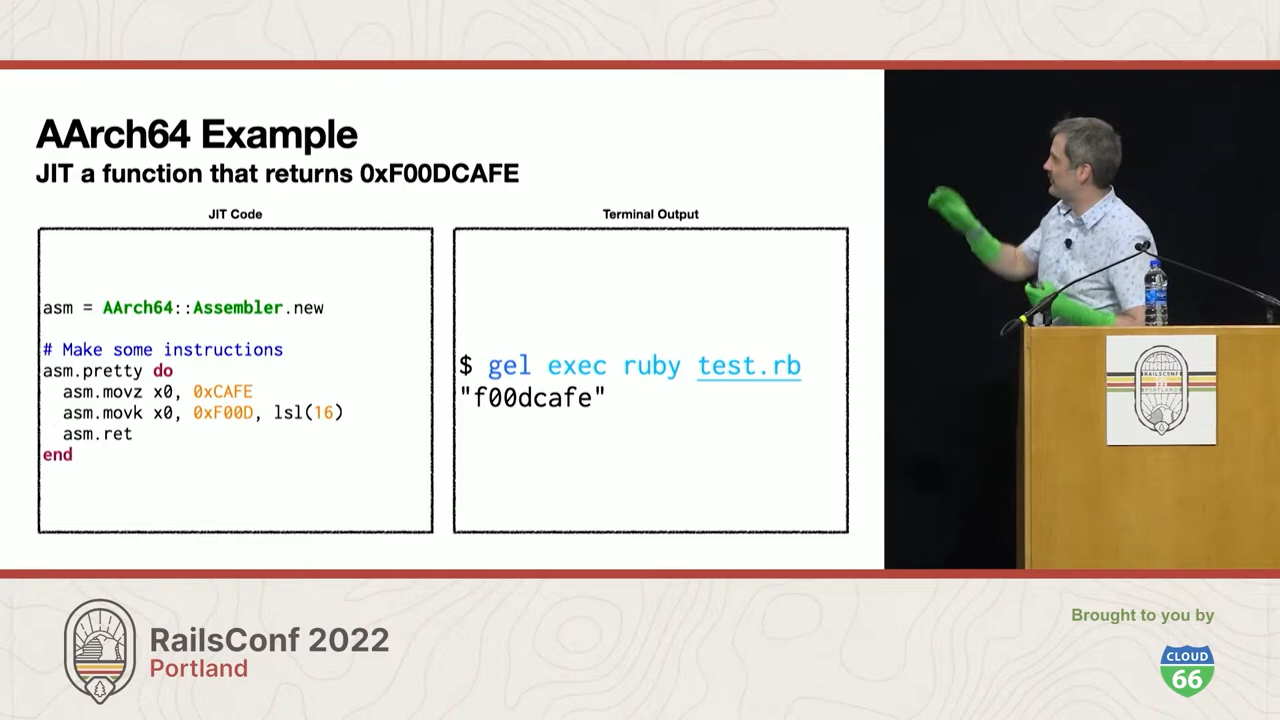 AArch64 Example
JIT a function that returns 0xF00DCAFE
JIT Code
asm = AArch64::Assembler.new
# Make some instructions
asm.pretty do
asm.movz x0, 0xCAFE
asm.movk x0, 0xF00D, lsl(16)
asm.ret
end
Terminal Output
$ gel exec ruby test.rb
"f00dcafe"
RAILSCONF
PORTLAND
RailsConf 2022
Portland
Brought to you by
CLOUD
66